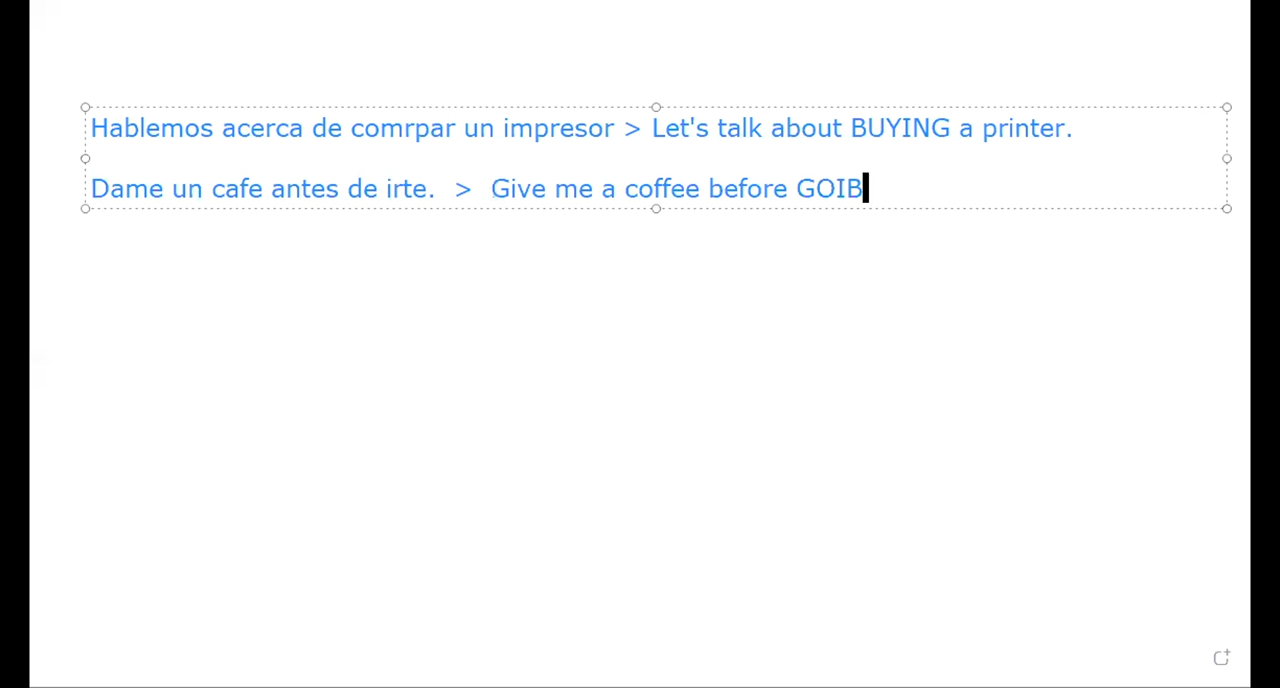 Hablemos acerca de comrpar un impresor > Let's talk about BUYING a printer.
Dame un cafe antes de irte. > Give me a coffee before GOIB